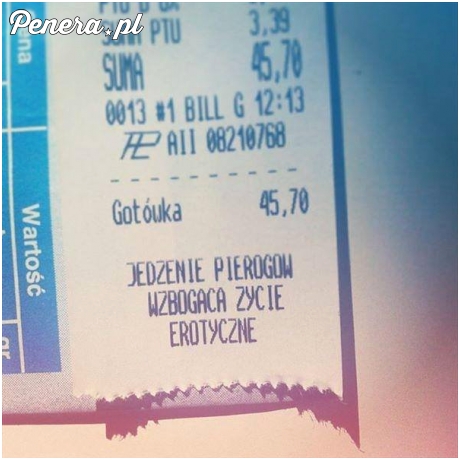 Penera.pl
3,39
SUMA PTU
SUMA 45,70
0013 #1 BILL G 12:13
AII 08210768
Gotówka 45,70
JEDZENIE PIEROGOW
WZBOGACA ZYCIE
EROTYCZNE
Wartość
gr